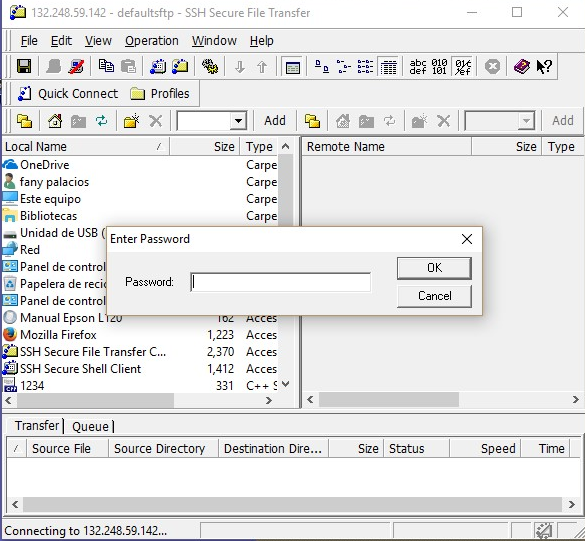 132.248.59.142 - defaultsftp - SSH Secure File Transfer
File Edit View Operation Window Help
abc def 010 101 01c /ef
Quick Connect Profiles
Add Add
Local Name / Size Type
Remote Name Size Type
OneDrive Carpe
fany palacios Carpe
Este equipo Carpe
Bibliotecas Carpe
Unidad de USB (
Red
Panel de control
Papelera de reci
Panel de control
Enter Password
Password:
OK
Cancel
Manual Epson L120 162 Acces
Mozilla Firefox 1,223 Acces
SSH Secure File Transfer C... 2,370 Acces
SSH Secure Shell Client 1,412 Acces
1234 331 C++ S
Transfer Queue
/ Source File Source Directory Destination Dire... Size Status Speed Time
Connecting to 132.248.59.142...